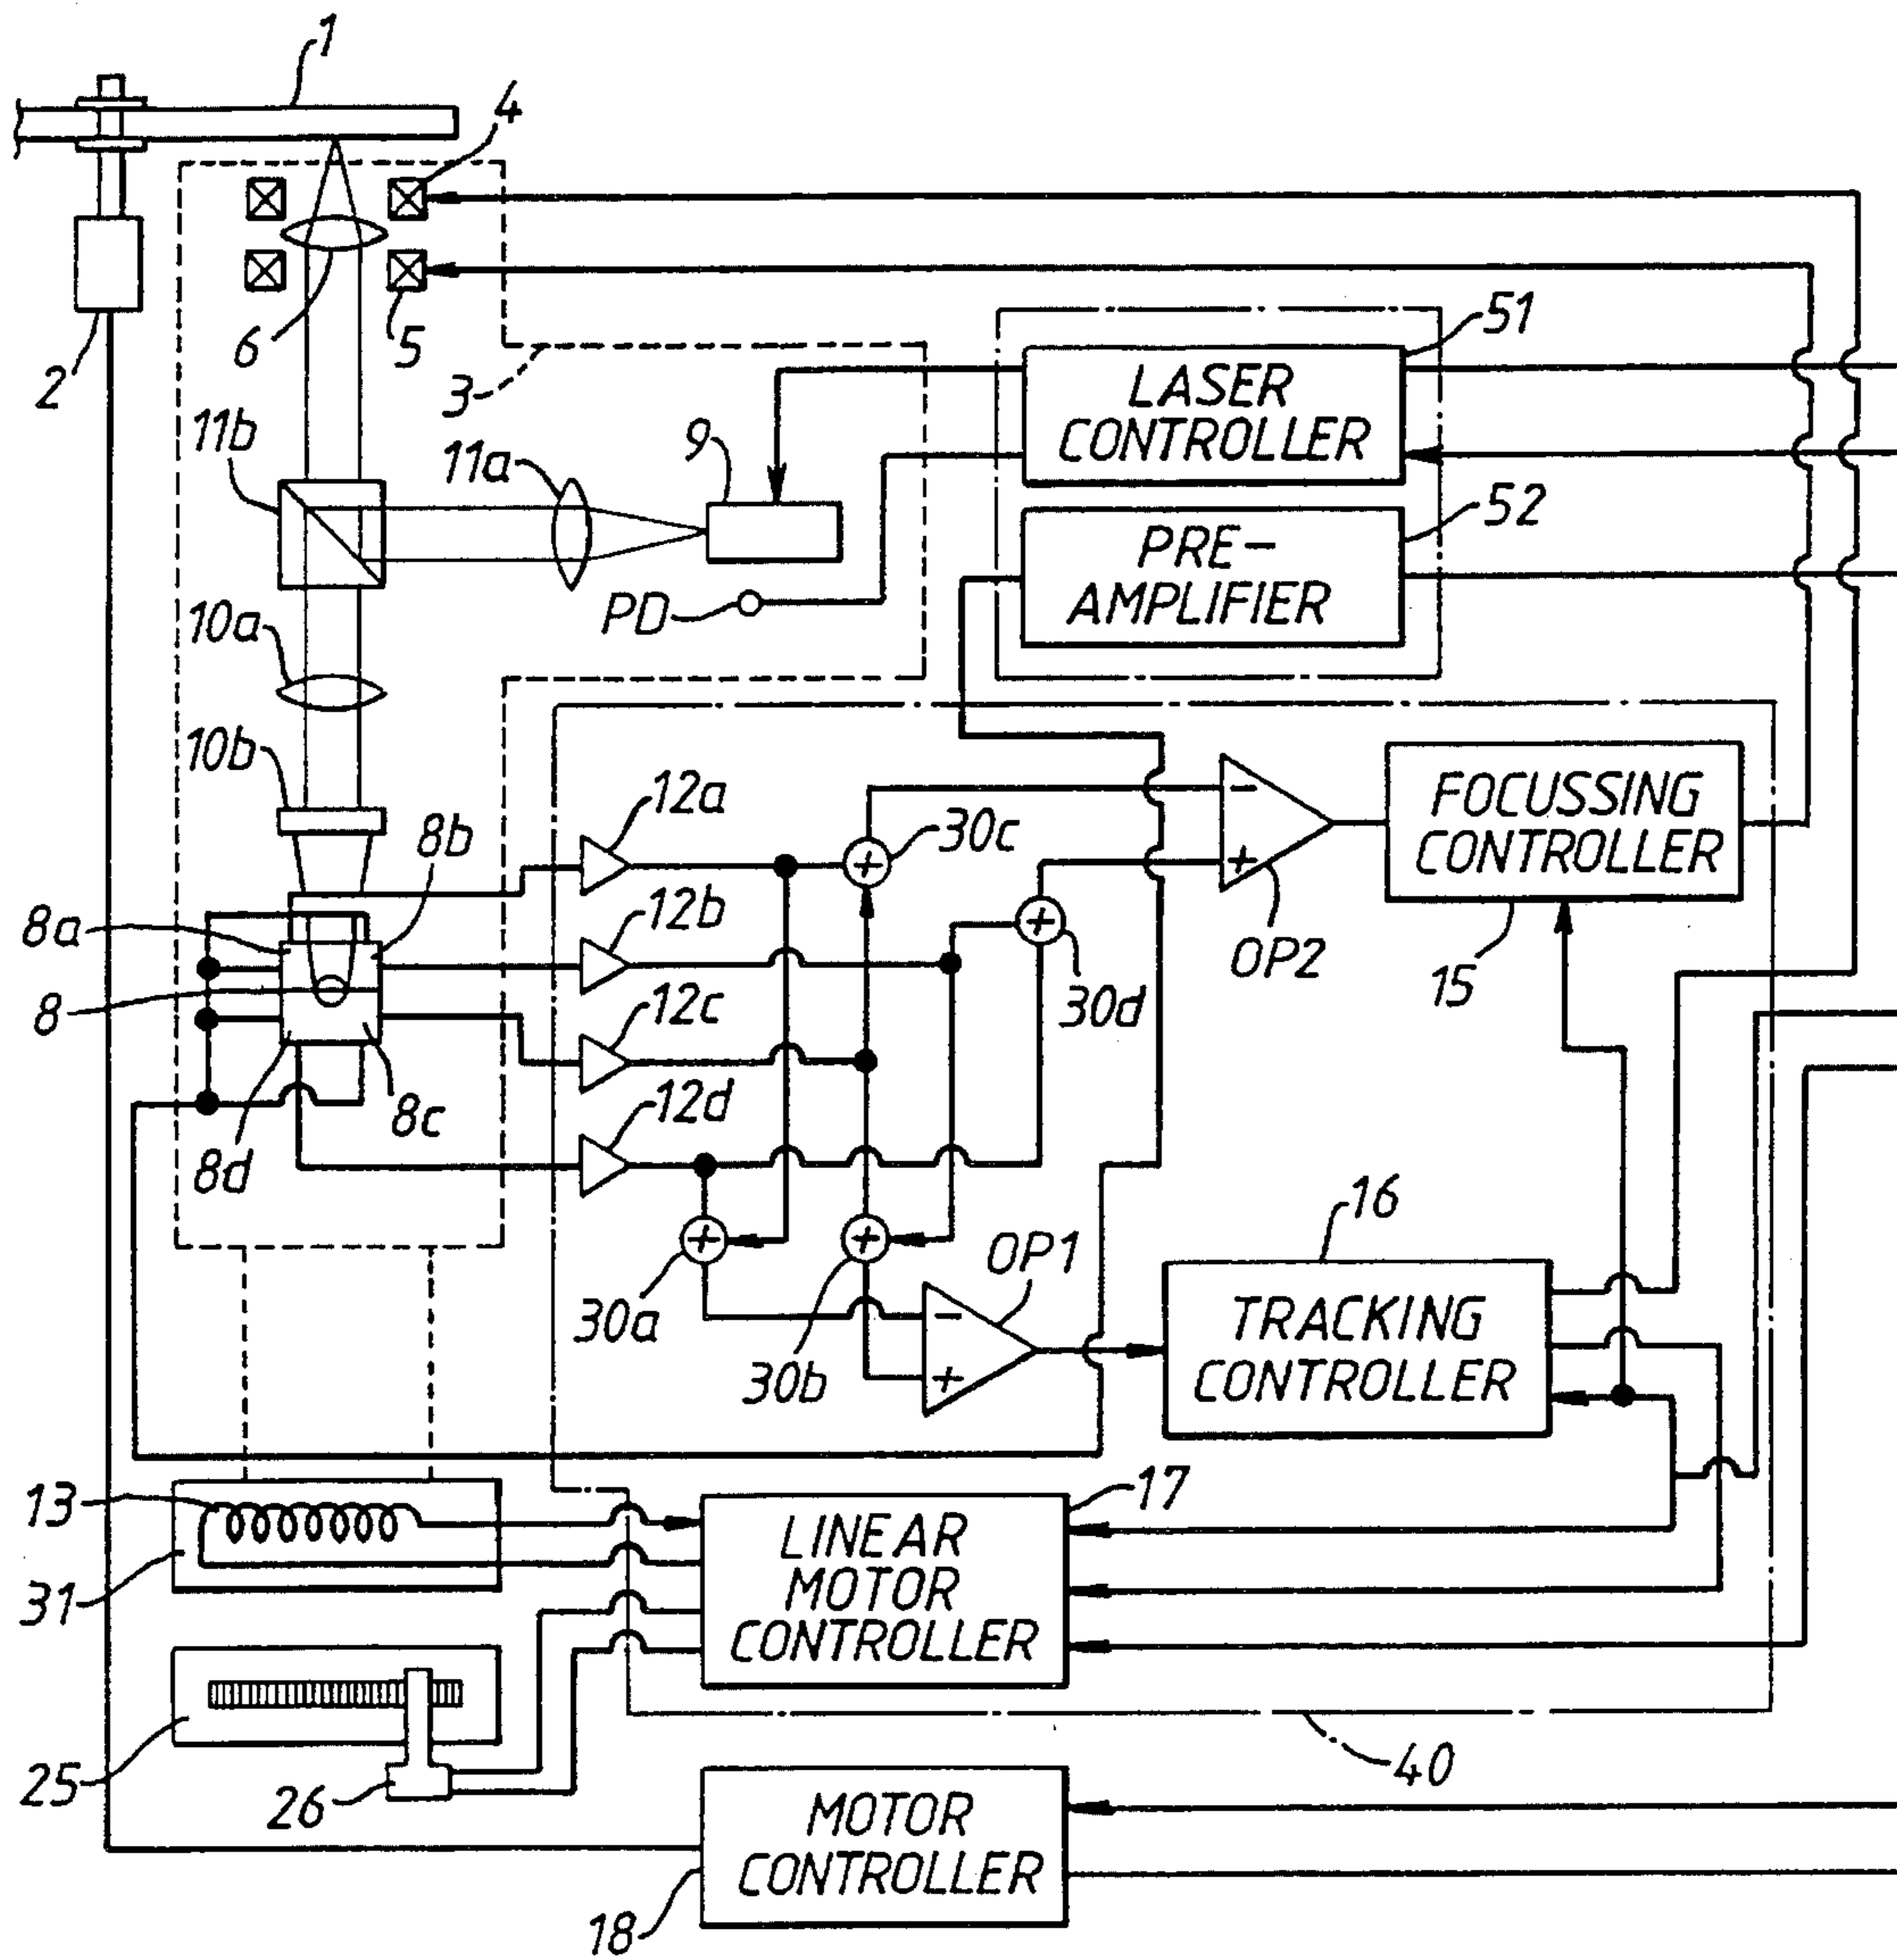 1
4
2
6
5
3
51
LASER
CONTROLLER
11b
11a
9
52
PRE-
AMPLIFIER
PD
10a
10b
12a
8b
30c
FOCUSSING
CONTROLLER
−
+
+
+
OP2
15
8a
12b
8
12c
30d
12d
8c
8d
16
+
+
OP1
30a
30b
−
+
TRACKING
CONTROLLER
13
17
LINEAR
MOTOR
CONTROLLER
31
25
26
40
MOTOR
CONTROLLER
18